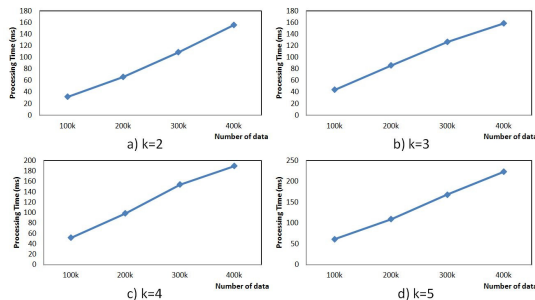 Processing Time (ms)
180
160
140
120
100
80
60
40
20
0
100k 200k 300k 400k
Number of data
a) k=2
Processing Time (ms)
180
160
140
120
100
80
60
40
20
0
100k 200k 300k 400k
Number of data
b) k=3
Processing Time (ms)
200
180
160
140
120
100
80
60
40
20
0
100k 200k 300k 400k
Number of data
c) k=4
Processing Time (ms)
250
200
150
100
50
0
100k 200k 300k 400k
Number of data
d) k=5